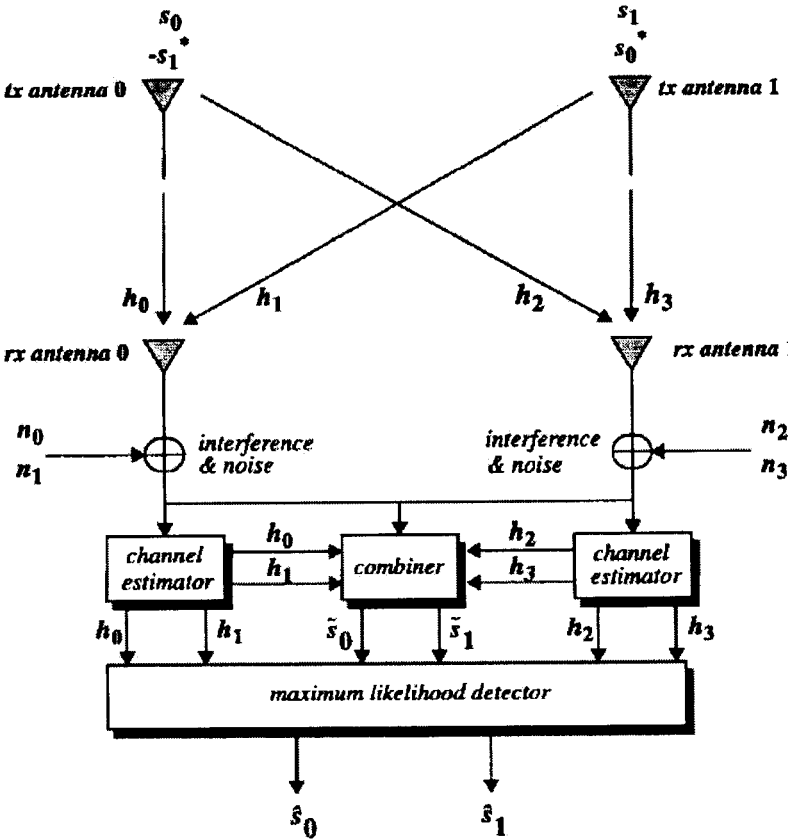 s₀ s₁
-s₁* s₀*
tx antenna 0 tx antenna 1
h₀ h₁ h₂ h₃
rx antenna 0 rx antenna
n₀ interference & noise interference & noise n₂
n₁ n₃
channel estimator h₀ combiner h₂ channel estimator
h₁ h₃
h₀ h₁ s̃₀ s̃₁ h₂ h₃
maximum likelihood detector
ŝ₀ ŝ₁